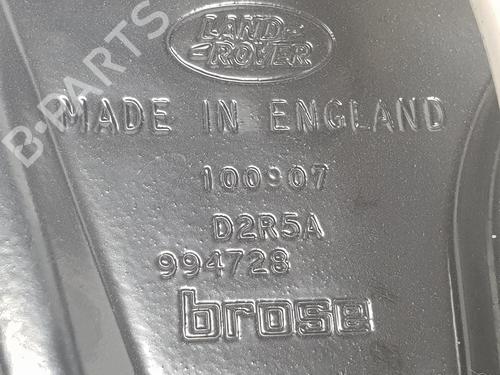 LAND-
-ROVER
MADE IN ENGLAND
100907
D2R5A
994728
brose
B-PARTS